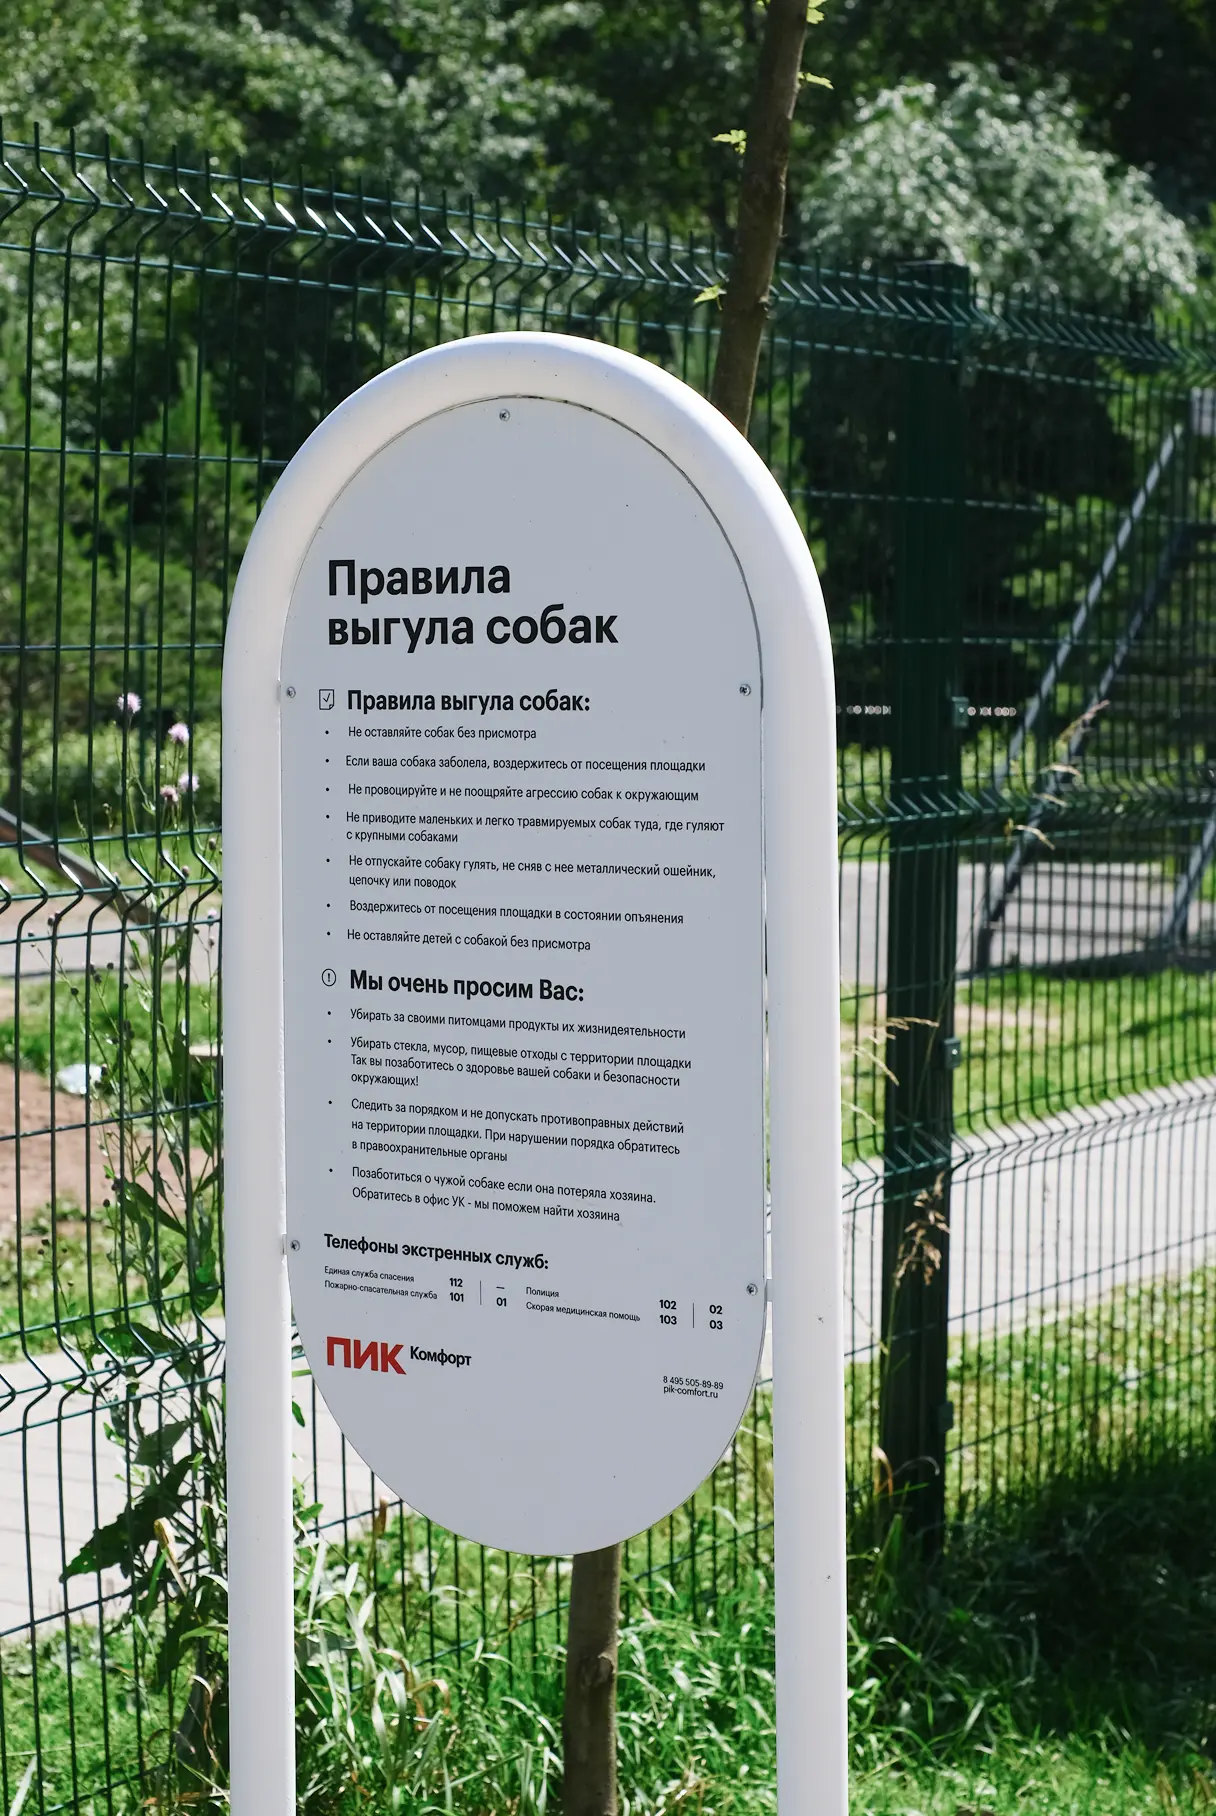 Правила
выгула собак
Правила выгула собак:
• Не оставляйте собак без присмотра
• Если ваша собака заболела, воздержитесь от посещения площадки
• Не провоцируйте и не поощряйте агрессию собак к окружающим
• Не приводите маленьких и легко травмируемых собак туда, где гуляют
с крупными собаками
• Не отпускайте собаку гулять, не сняв с нее металлический ошейник,
цепочку или поводок
• Воздержитесь от посещения площадки в состоянии опъянения
• Не оставляйте детей с собакой без присмотра
Мы очень просим Вас:
• Убирать за своими питомцами продукты их жизнидеятельности
• Убирать стекла, мусор, пищевые отходы с территории площадки
Так вы позаботитесь о здоровье вашей собаки и безопасности
окружающих!
• Следить за порядком и не допускать противоправных действий
на территории площадки. При нарушении порядка обратитесь
в правоохранительные органы
• Позаботиться о чужой собаке если она потеряла хозяина.
Обратитесь в офис УК - мы поможем найти хозяина
Телефоны экстренных служб:
Единая служба спасения 112 —
Пожарно-спасательная служба 101 01
Полиция 102 02
Скорая медицинская помощь 103 03
ПИК Комфорт
8 495 505-89-89
pik-comfort.ru